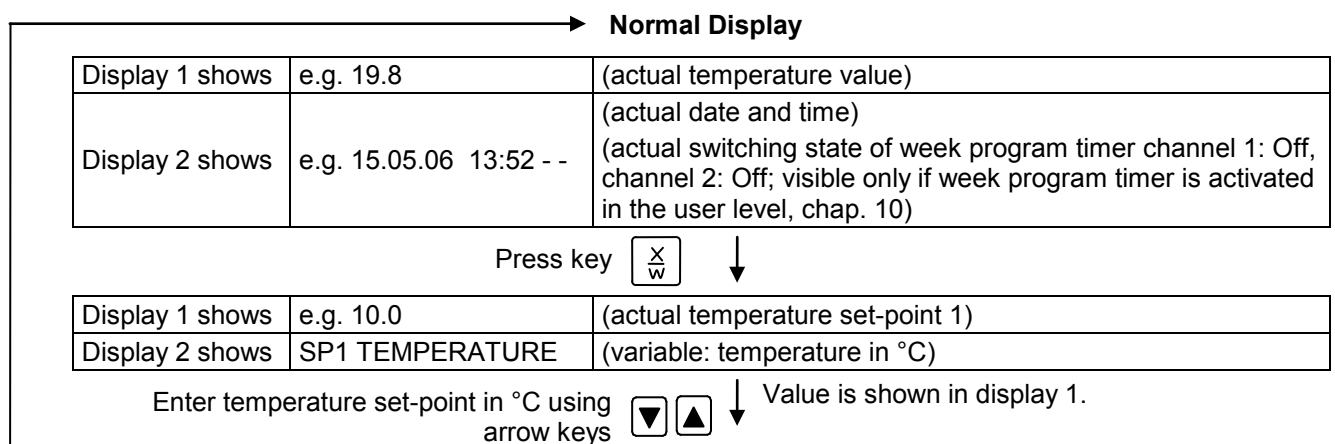 Normal Display
Display 1 shows e.g. 19.8 (actual temperature value)
(actual date and time)
Display 2 shows e.g. 15.05.06 13:52 - - (actual switching state of week program timer channel 1: Off,
channel 2: Off; visible only if week program timer is activated
in the user level, chap. 10)
Press key X/W
Display 1 shows e.g. 10.0 (actual temperature set-point 1)
Display 2 shows SP1 TEMPERATURE (variable: temperature in °C)
Enter temperature set-point in °C using Value is shown in display 1.
arrow keys